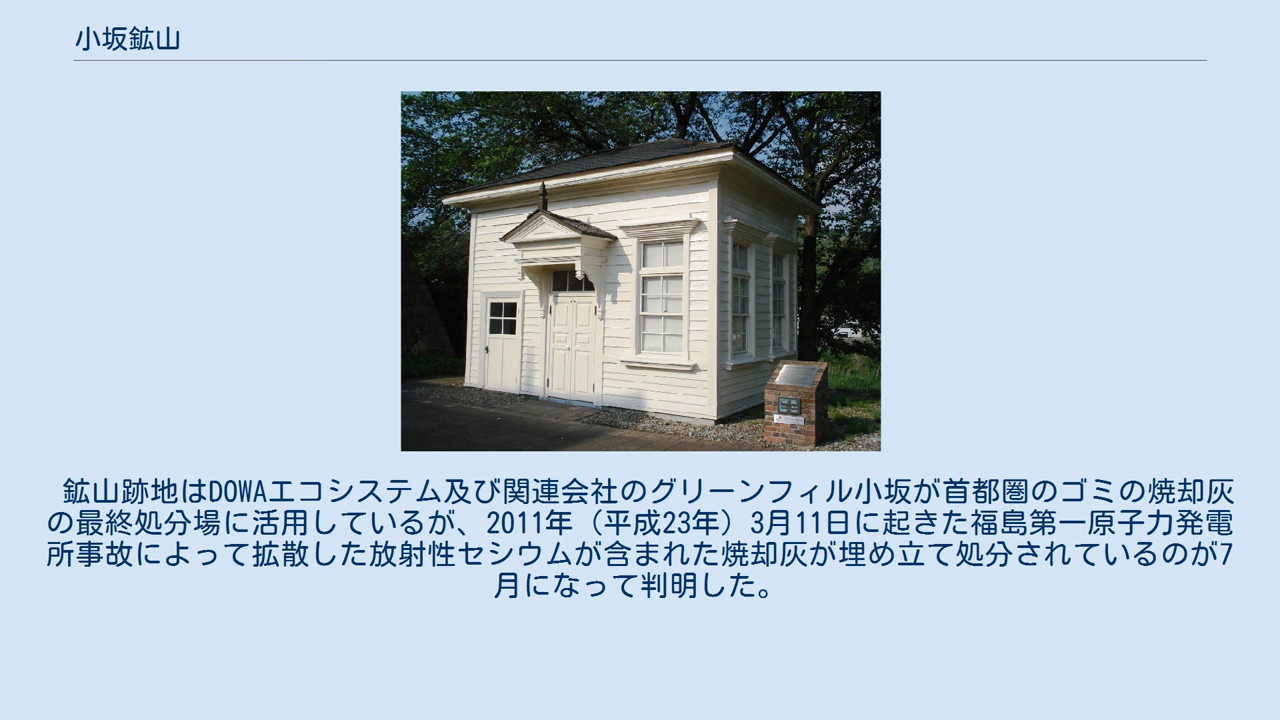 小坂鉱山
鉱山跡地はDOWAエコシステム及び関連会社のグリーンフィル小坂が首都圏のゴミの焼却灰
の最終処分場に活用しているが、2011年（平成23年）3月11日に起きた福島第一原子力発電
所事故によって拡散した放射性セシウムが含まれた焼却灰が埋め立て処分されているのが7
月になって判明した。